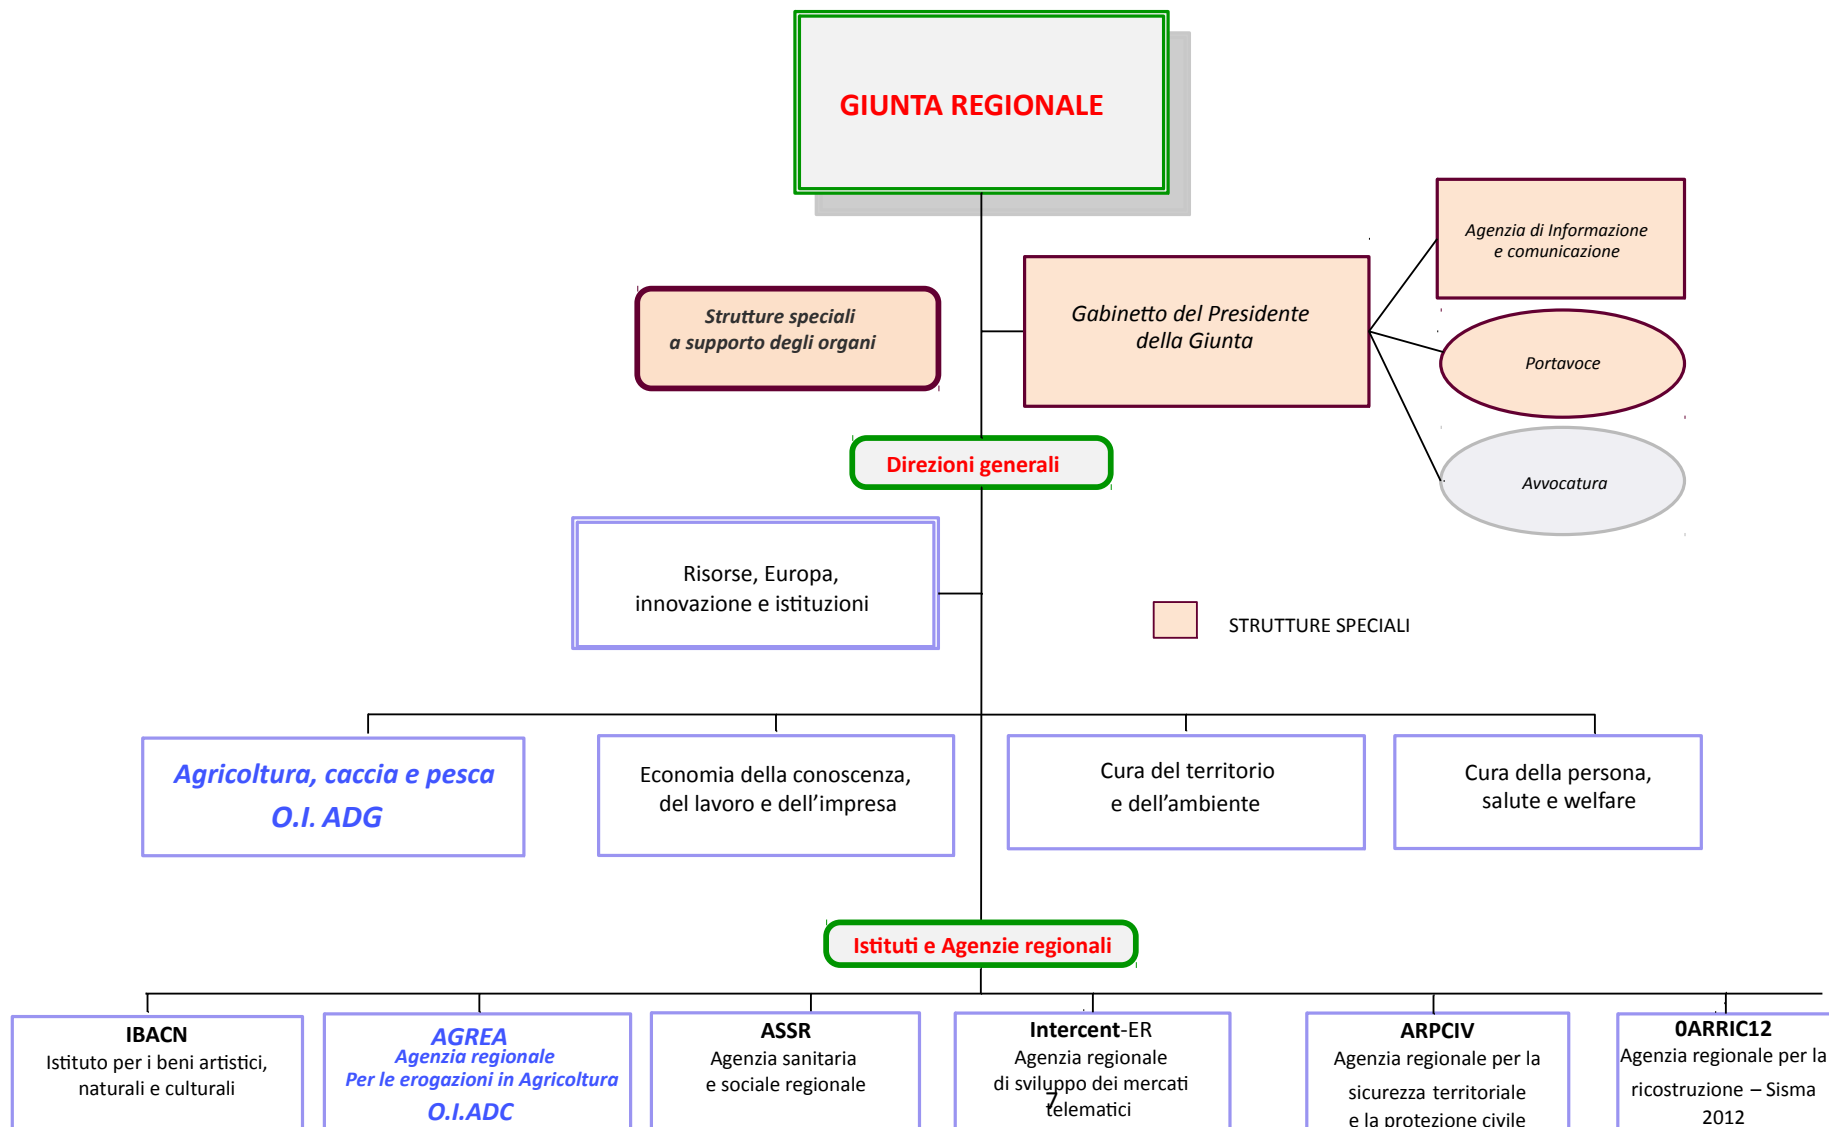 GIUNTA REGIONALE
Agenzia di Informazione
e comunicazione
Strutture speciali
a supporto degli organi
Gabinetto del Presidente
della Giunta
Portavoce
Direzioni generali
Avvocatura
Risorse, Europa,
innovazione e istituzioni
STRUTTURE SPECIALI
Agricoltura, caccia e pesca
O.I. ADG
Economia della conoscenza,
del lavoro e dell’impresa
Cura del territorio
e dell’ambiente
Cura della persona,
salute e welfare
Istituti e Agenzie regionali
IBACN
Istituto per i beni artistici,
naturali e culturali
AGREA
Agenzia regionale
Per le erogazioni in Agricoltura
O.I.ADC
ASSR
Agenzia sanitaria
e sociale regionale
Intercent-ER
Agenzia regionale
di sviluppo dei mercati
telematici
7
ARPCIV
Agenzia regionale per la
sicurezza territoriale
e la protezione civile
0ARRIC12
Agenzia regionale per la
ricostruzione – Sisma
2012